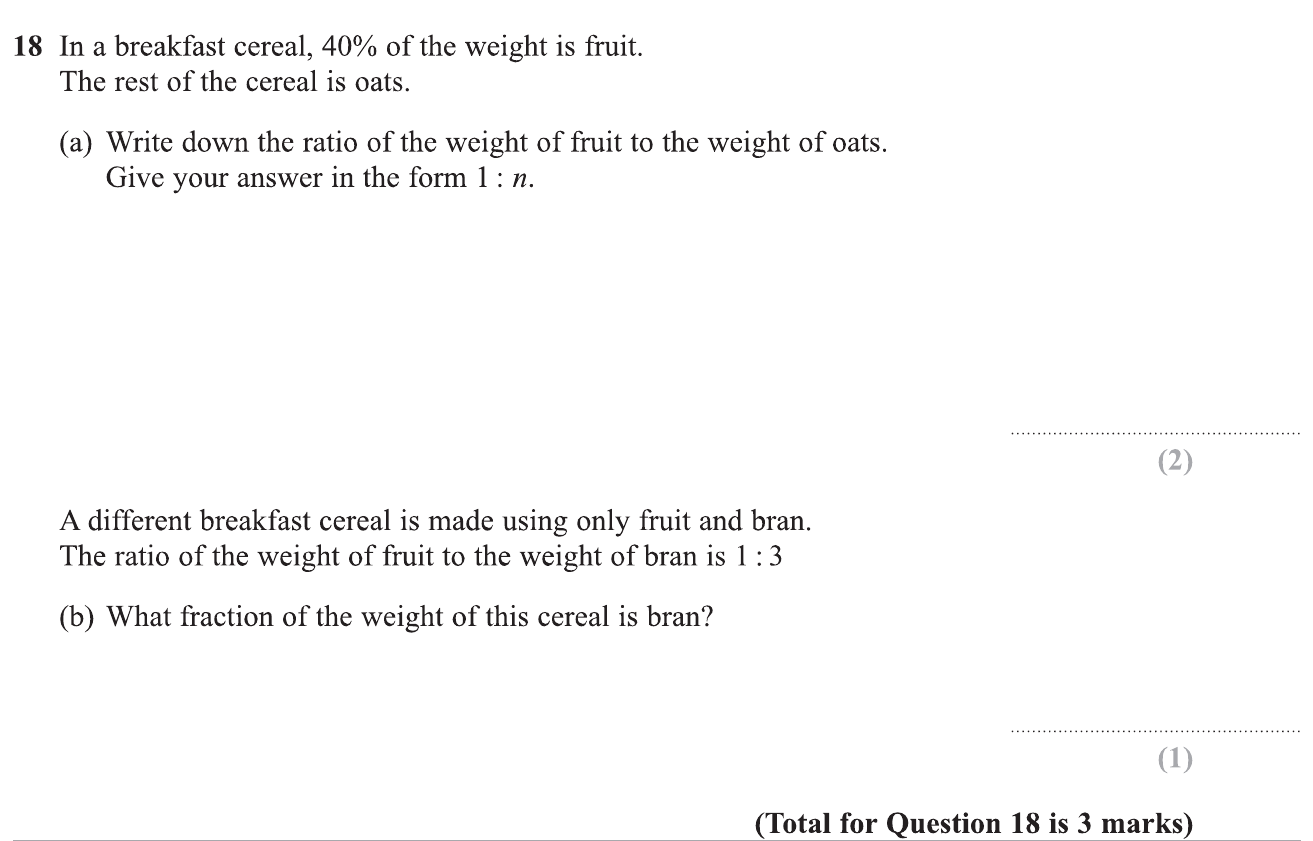 18 In a breakfast cereal, 40% of the weight is fruit.
The rest of the cereal is oats.
(a) Write down the ratio of the weight of fruit to the weight of oats.
Give your answer in the form 1 : n.
(2)
A different breakfast cereal is made using only fruit and bran.
The ratio of the weight of fruit to the weight of bran is 1 : 3
(b) What fraction of the weight of this cereal is bran?
(1)
(Total for Question 18 is 3 marks)